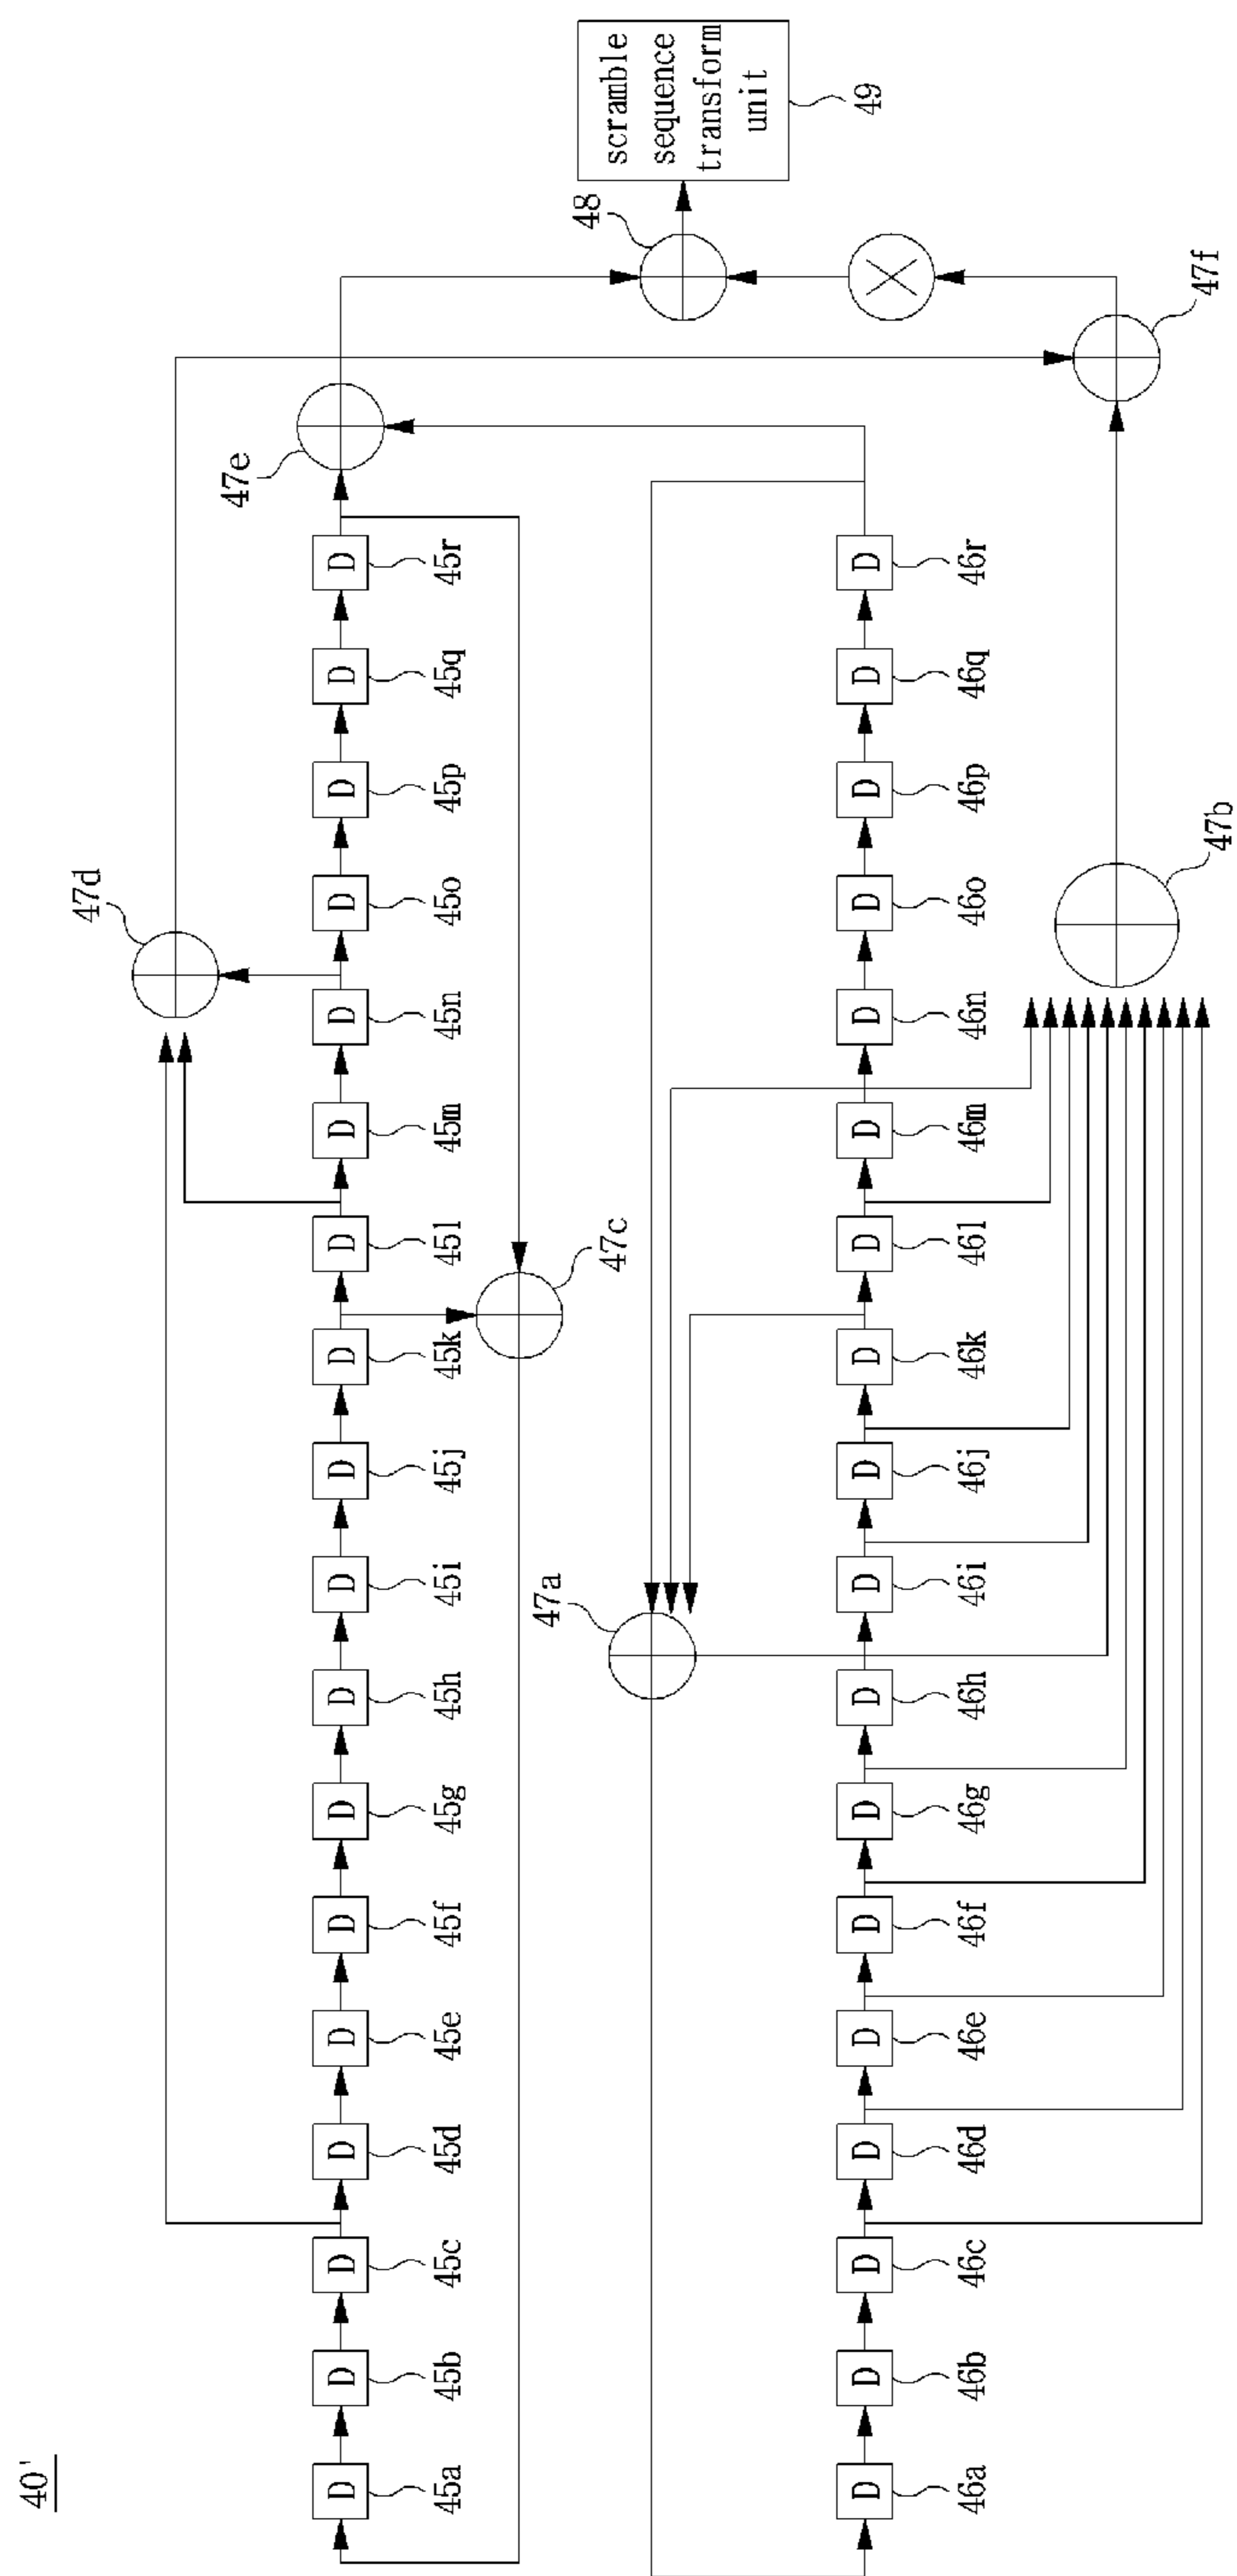 40'
47d
47e
48
scramble
sequence
transform
unit
49
D D D D D D D D D D D D D D D D D D
45a 45b 45c 45d 45e 45f 45g 45h 45i 45j 45k 45l 45m 45n 45o 45p 45q 45r
47c
47a
D D D D D D D D D D D D D D D D D D
46a 46b 46c 46d 46e 46f 46g 46h 46i 46j 46k 46l 46m 46n 46o 46p 46q 46r
47b
47f